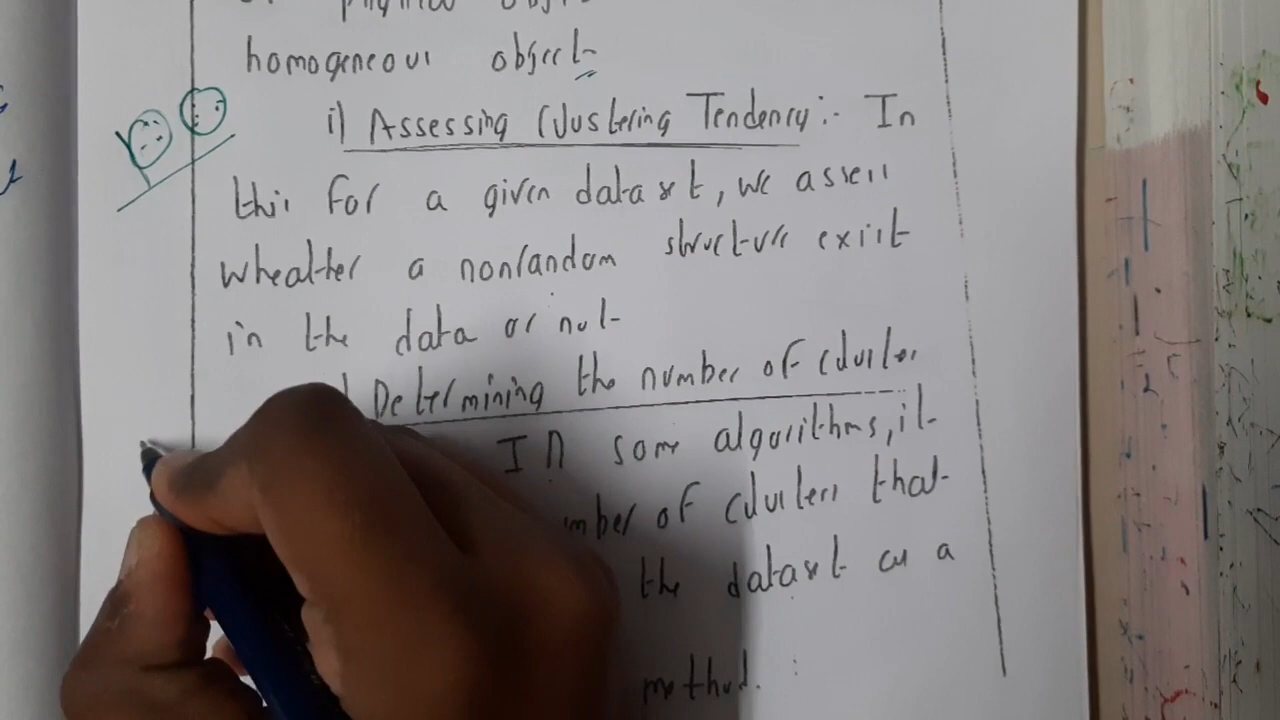 homogeneous object
i) Assessing Clustering Tendency :- In
this for a given dataset, we assess
wheather a nonrandom structure exist
in the data or not
) Determining the number of cluster
In some algorithms, it
mber of clusters that
the dataset as a
method.